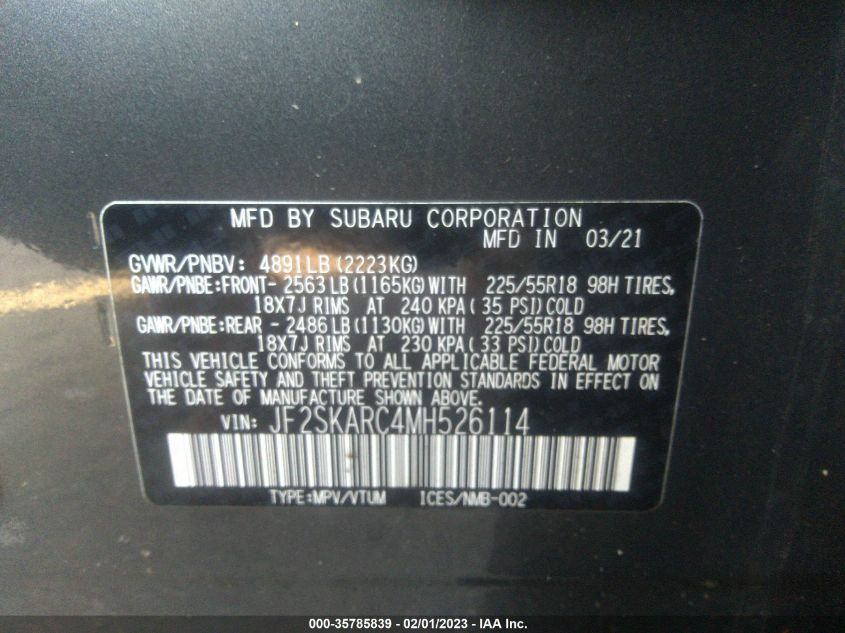 MFD BY SUBARU CORPORATION
MFD IN 03/21
GVWR/PNBV: 4891LB(2223KG)
GAWR/PNBE:FRONT- 2563LB(1165KG)WITH 225/55R18 98H TIRES,
18X7J RIMS AT 240 KPA( 35 PSI)COLD
GAWR/PNBE:REAR - 2486LB(1130KG)WITH 225/55R18 98H TIRES,
18X7J RIMS AT 230 KPA( 33 PSI)COLD
THIS VEHICLE CONFORMS TO ALL APPLICABLE FEDERAL MOTOR
VEHICLE SAFETY AND THEFT PREVENTION STANDARDS IN EFFECT ON
THE DATE OF MANUFACTURE SHOWN ABOVE.
VIN: JF2SKARC4MH526114
TYPE:MPV/VTUM ICES/NMB-002
000-35785839 - 02/01/2023 - IAA Inc.